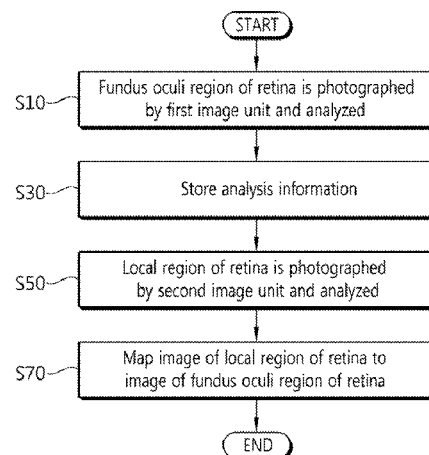 START
S10
Fundus oculi region of retina is photographed
by first image unit and analyzed
S30
Store analysis information
S50
Local region of retina is photographed
by second image unit and analyzed
S70
Map image of local region of retina to
image of fundus oculi region of retina
END